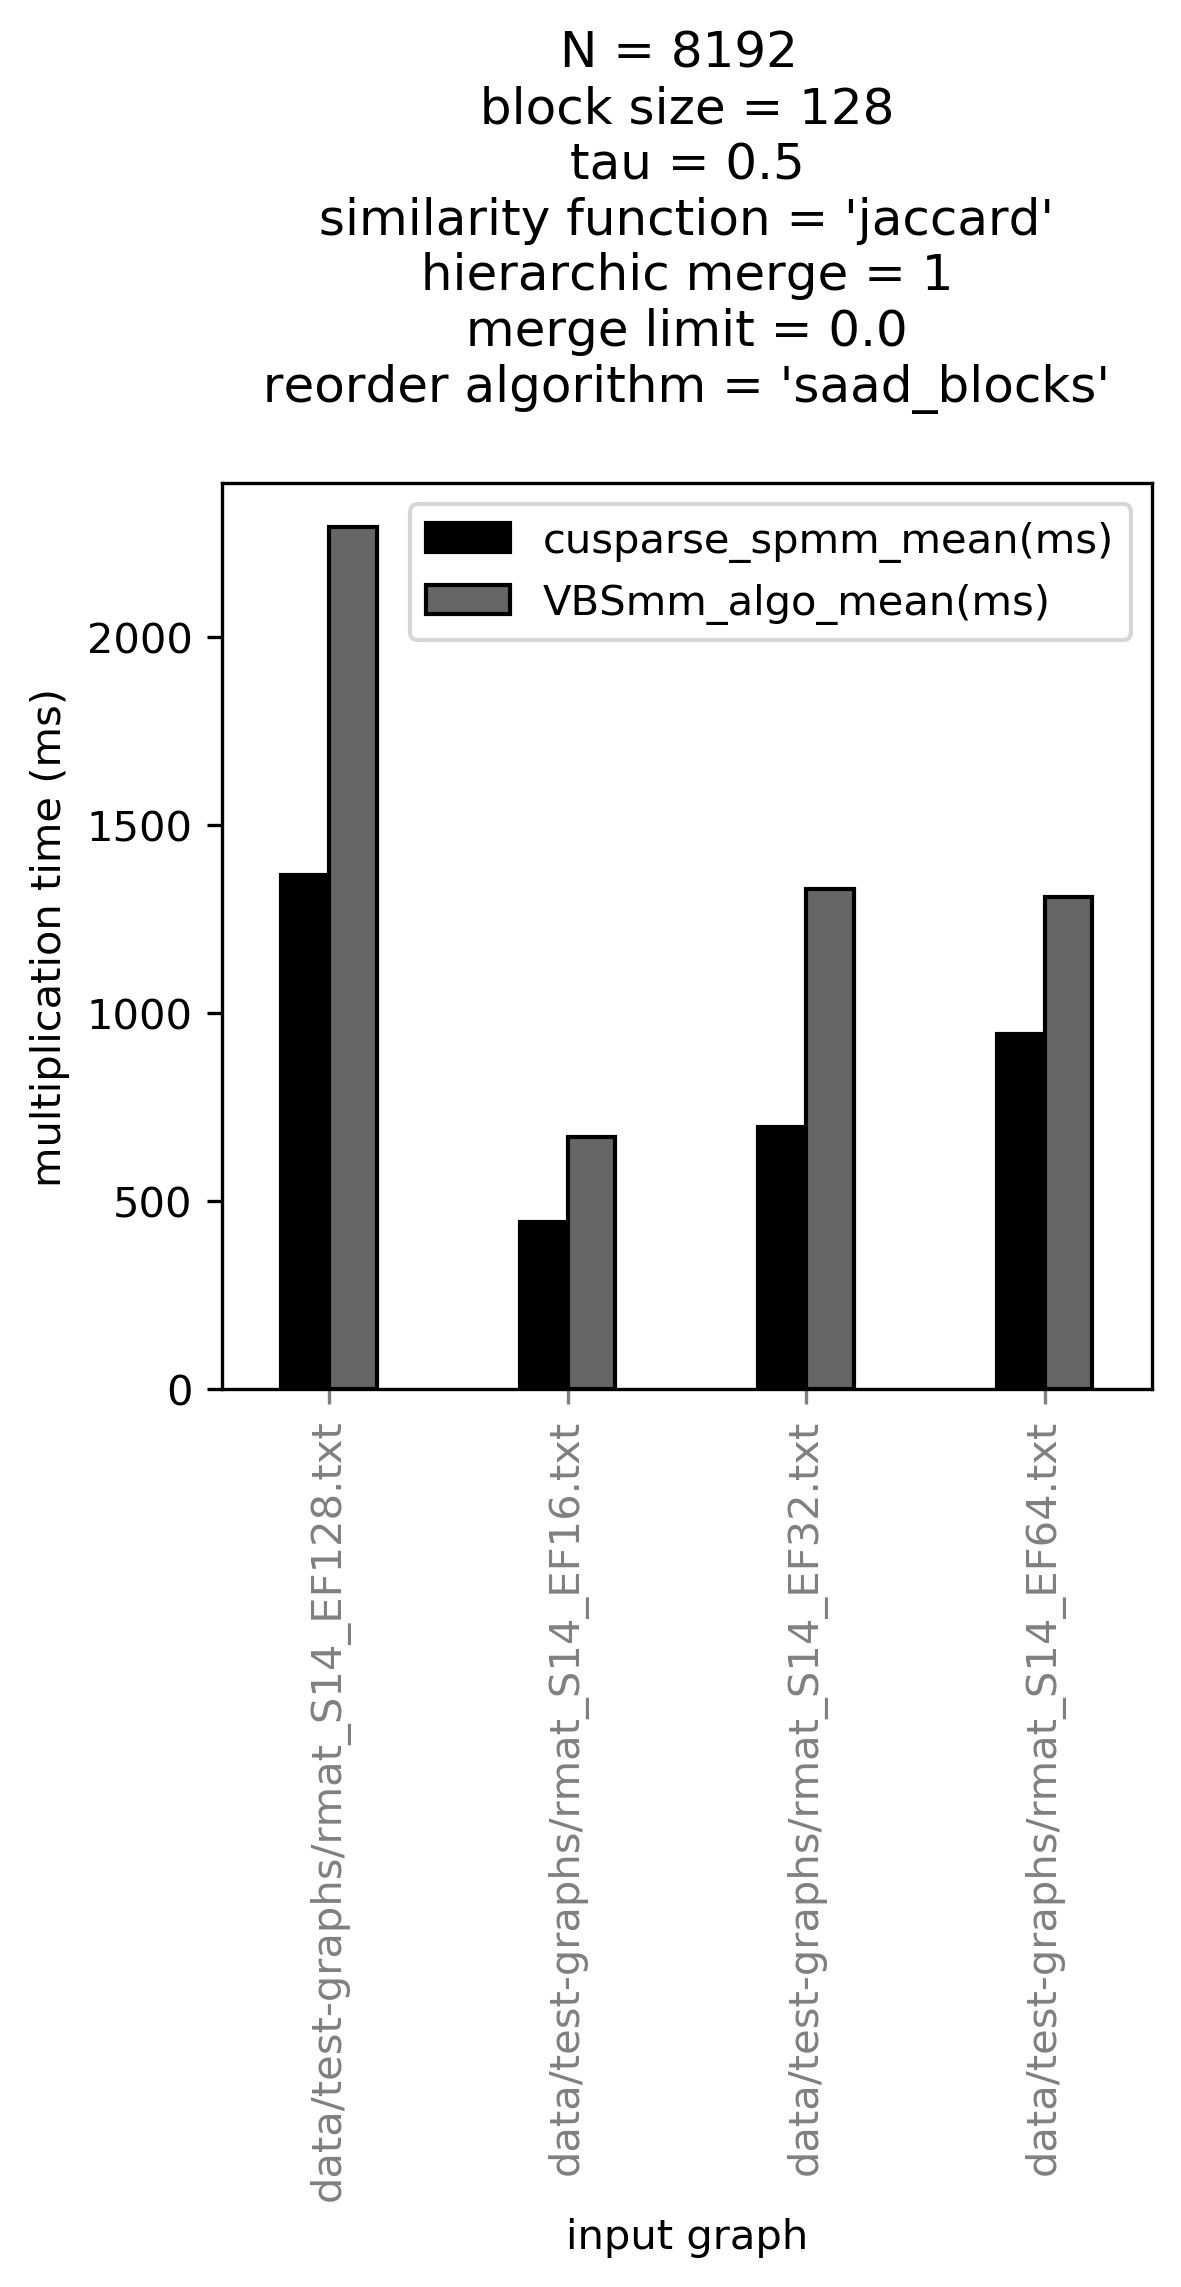 N = 8192
block size = 128
tau = 0.5
similarity function = 'jaccard'
hierarchic merge = 1
merge limit = 0.0
reorder algorithm = 'saad_blocks'
cusparse_spmm_mean(ms)
VBSmm_algo_mean(ms)
multiplication time (ms)
2000
1500
1000
500
0
data/test-graphs/rmat_S14_EF128.txt
data/test-graphs/rmat_S14_EF16.txt
data/test-graphs/rmat_S14_EF32.txt
data/test-graphs/rmat_S14_EF64.txt
input graph